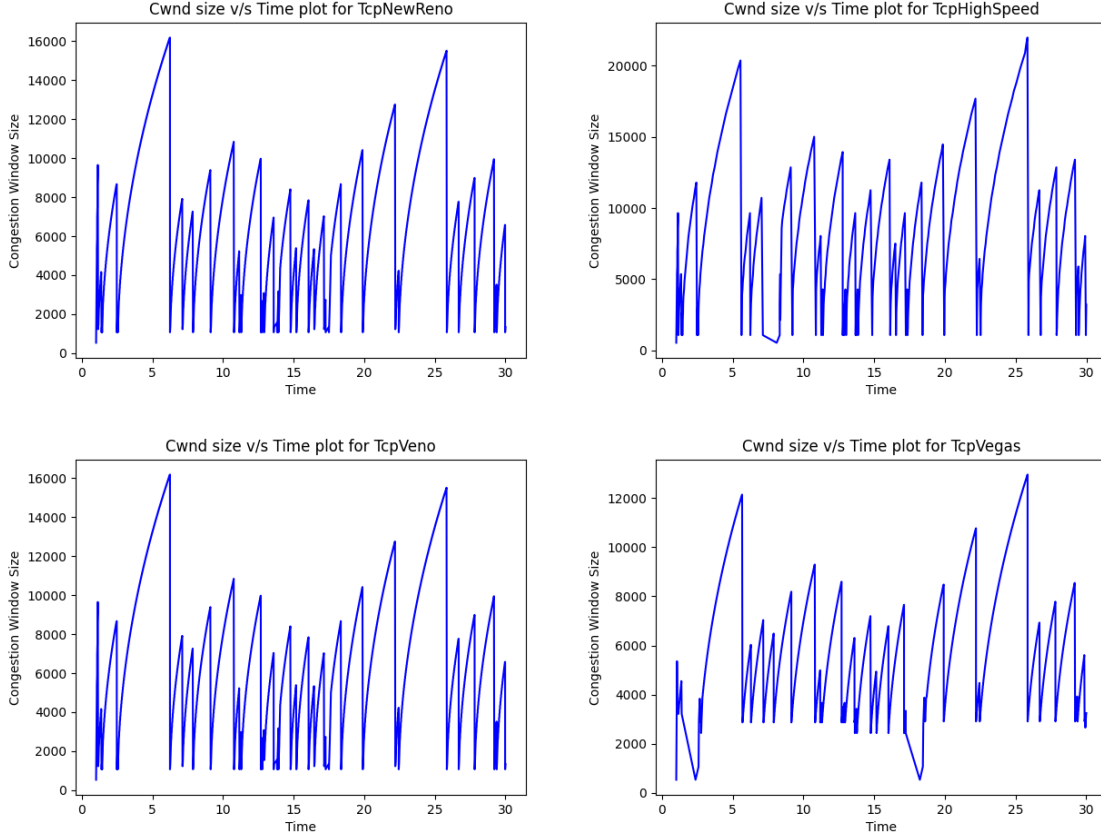 Cwnd size v/s Time plot for TcpNewReno
Congestion Window Size
16000
14000
12000
10000
8000
6000
4000
2000
0
0 5 10 15 20 25 30
Time
Cwnd size v/s Time plot for TcpHighSpeed
Congestion Window Size
20000
15000
10000
5000
0
0 5 10 15 20 25 30
Time
Cwnd size v/s Time plot for TcpVeno
Congestion Window Size
16000
14000
12000
10000
8000
6000
4000
2000
0
0 5 10 15 20 25 30
Time
Cwnd size v/s Time plot for TcpVegas
Congestion Window Size
12000
10000
8000
6000
4000
2000
0
0 5 10 15 20 25 30
Time